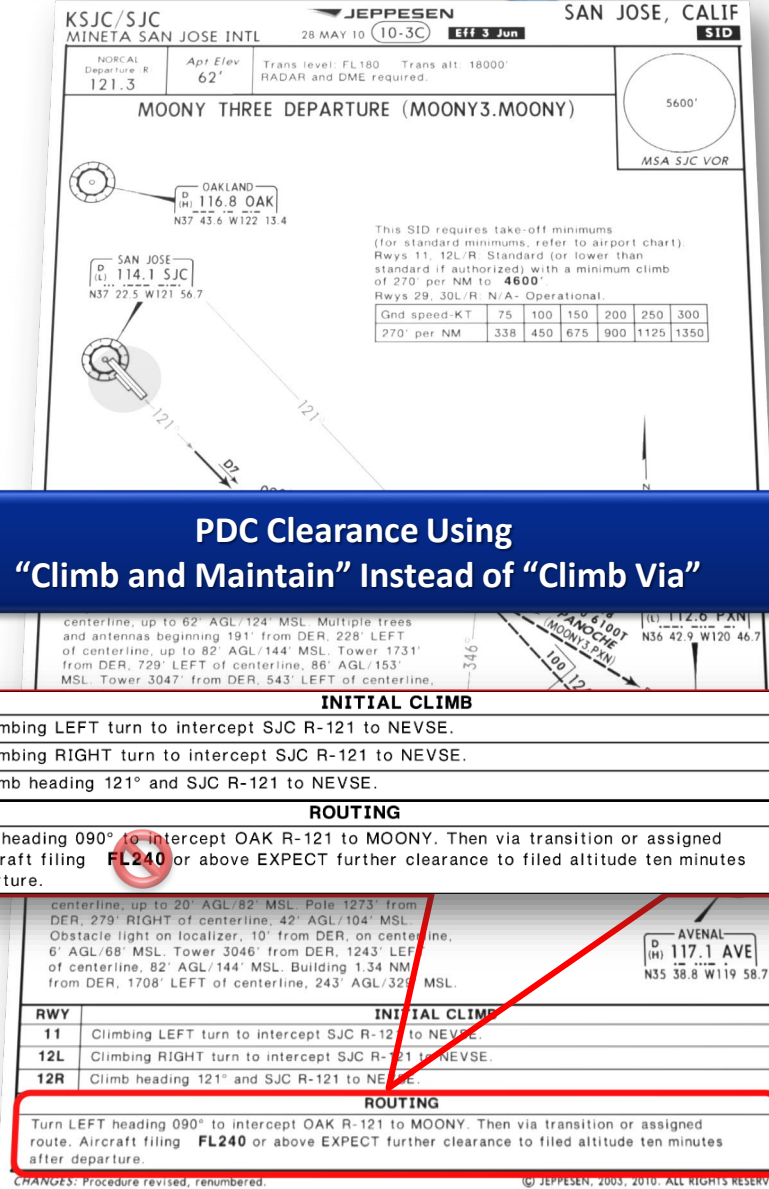 KSJC/SJC
MINETA SAN JOSE INTL
JEPPESEN
28 MAY 10 10-3C Eff 3 Jun
SAN JOSE, CALIF
SID
NORCAL
Departure R
121.3
Apt Elev
62'
Trans level: FL180 Trans alt: 18000'
RADAR and DME required.
5600'
MSA SJC VOR
MOONY THREE DEPARTURE (MOONY3.MOONY)
OAKLAND
D
(H) 116.8 OAK
N37 43.6 W122 13.4
SAN JOSE
D
(L) 114.1 SJC
N37 22.5 W121 56.7
This SID requires take-off minimums
(for standard minimums, refer to airport chart).
Rwys 11, 12L/R: Standard (or lower than
standard if authorized) with a minimum climb
of 270' per NM to 4600'.
Rwys 29, 30L/R: N/A- Operational.
Gnd speed-KT 75 100 150 200 250 300
270' per NM 338 450 675 900 1125 1350
121°
121°
D7
N
PDC Clearance Using
“Climb and Maintain” Instead of “Climb Via”
centerline, up to 62' AGL/124' MSL. Multiple trees
and antennas beginning 191' from DER, 228' LEFT
of centerline, up to 82' AGL/144' MSL. Tower 1731'
from DER, 729' LEFT of centerline, 86' AGL/153'
MSL. Tower 3047' from DER, 543' LEFT of centerline,
346°
6100T
PANOCHE
(MOONY3.PXN)
100
(L) 112.6 PXN
N36 42.9 W120 46.7
INITIAL CLIMB
mbing LEFT turn to intercept SJC R-121 to NEVSE.
mbing RIGHT turn to intercept SJC R-121 to NEVSE.
mb heading 121° and SJC R-121 to NEVSE.
ROUTING
heading 090° to intercept OAK R-121 to MOONY. Then via transition or assigned
raft filing FL240 or above EXPECT further clearance to filed altitude ten minutes
ture.
centerline, up to 20' AGL/82' MSL. Pole 1273' from
DER, 279' RIGHT of centerline, 42' AGL/104' MSL.
Obstacle light on localizer, 10' from DER, on centerline,
6' AGL/68' MSL. Tower 3046' from DER, 1243' LEFT
of centerline, 82' AGL/144' MSL. Building 1.34 NM
from DER, 1708' LEFT of centerline, 243' AGL/329' MSL.
AVENAL
D
(H) 117.1 AVE
N35 38.8 W119 58.7
RWY INITIAL CLIMB
11 Climbing LEFT turn to intercept SJC R-121 to NEVSE.
12L Climbing RIGHT turn to intercept SJC R-121 to NEVSE.
12R Climb heading 121° and SJC R-121 to NEVSE.
ROUTING
Turn LEFT heading 090° to intercept OAK R-121 to MOONY. Then via transition or assigned
route. Aircraft filing FL240 or above EXPECT further clearance to filed altitude ten minutes
after departure.
CHANGES: Procedure revised, renumbered.
© JEPPESEN, 2003, 2010. ALL RIGHTS RESERV